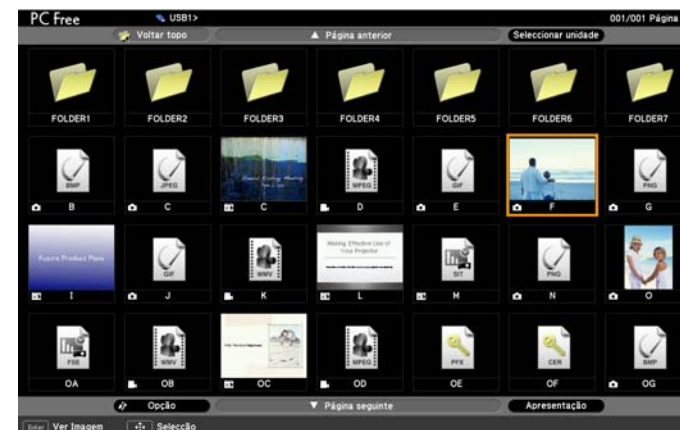 PC Free USB1> 001/001 Página
Voltar topo Página anterior Seleccionar unidade
FOLDER1 FOLDER2 FOLDER3 FOLDER4 FOLDER5 FOLDER6 FOLDER7
BMP JPEG MPEG GIF PNG
B C C D E F G
Future Product Plans GIF WMV Making Effective Use of SIT PNG
Your Projector
I J K L M N O
FSE WMV MPEG PFX CER BMP
OA OB OC OD OE OF OG
Opção Página seguinte Apresentação
Enter Ver Imagem Selecção